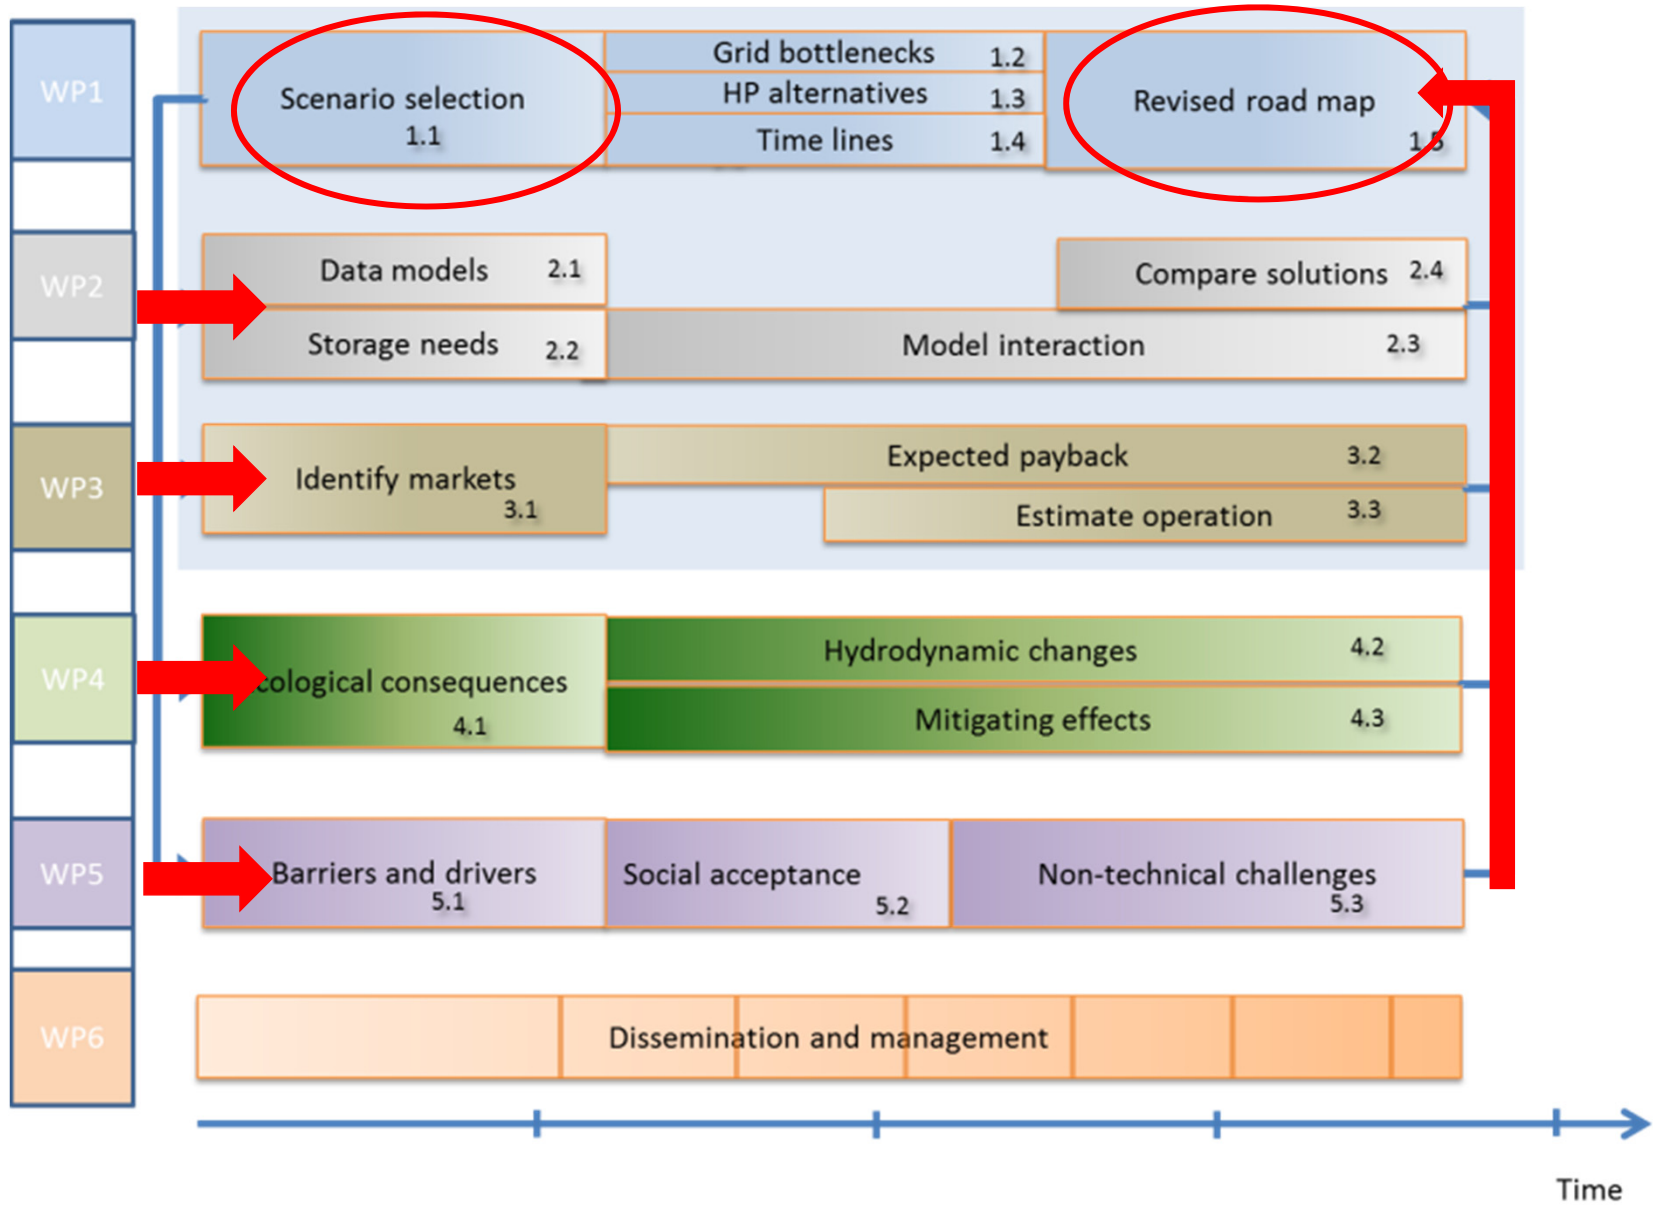 WP1
Scenario selection
1.1
Grid bottlenecks 1.2
HP alternatives 1.3
Time lines 1.4
Revised road map
1.5
WP2
Data models 2.1
Storage needs 2.2
Compare solutions 2.4
Model interaction 2.3
WP3
Identify markets
3.1
Expected payback 3.2
Estimate operation 3.3
WP4
cological consequences
4.1
Hydrodynamic changes 4.2
Mitigating effects 4.3
WP5
Barriers and drivers
5.1
Social acceptance
5.2
Non-technical challenges
5.3
WP6
Dissemination and management
Time